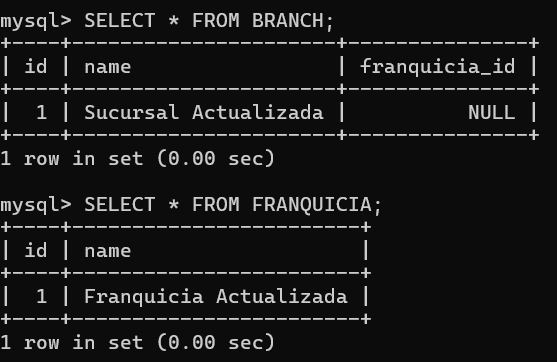 mysql> SELECT * FROM BRANCH;
+----+---------------------+---------------+
| id | name                | franquicia_id |
+----+---------------------+---------------+
|  1 | Sucursal Actualizada |          NULL |
+----+---------------------+---------------+
1 row in set (0.00 sec)
mysql> SELECT * FROM FRANQUICIA;
+----+------------------------+
| id | name                   |
+----+------------------------+
|  1 | Franquicia Actualizada |
+----+------------------------+
1 row in set (0.00 sec)